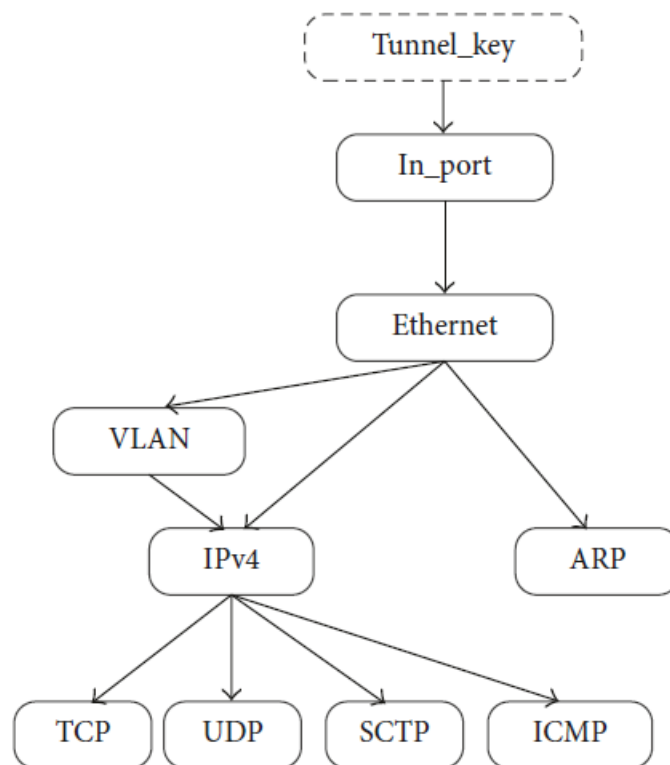 Tunnel_key
In_port
Ethernet
VLAN
IPv4
ARP
TCP
UDP
SCTP
ICMP